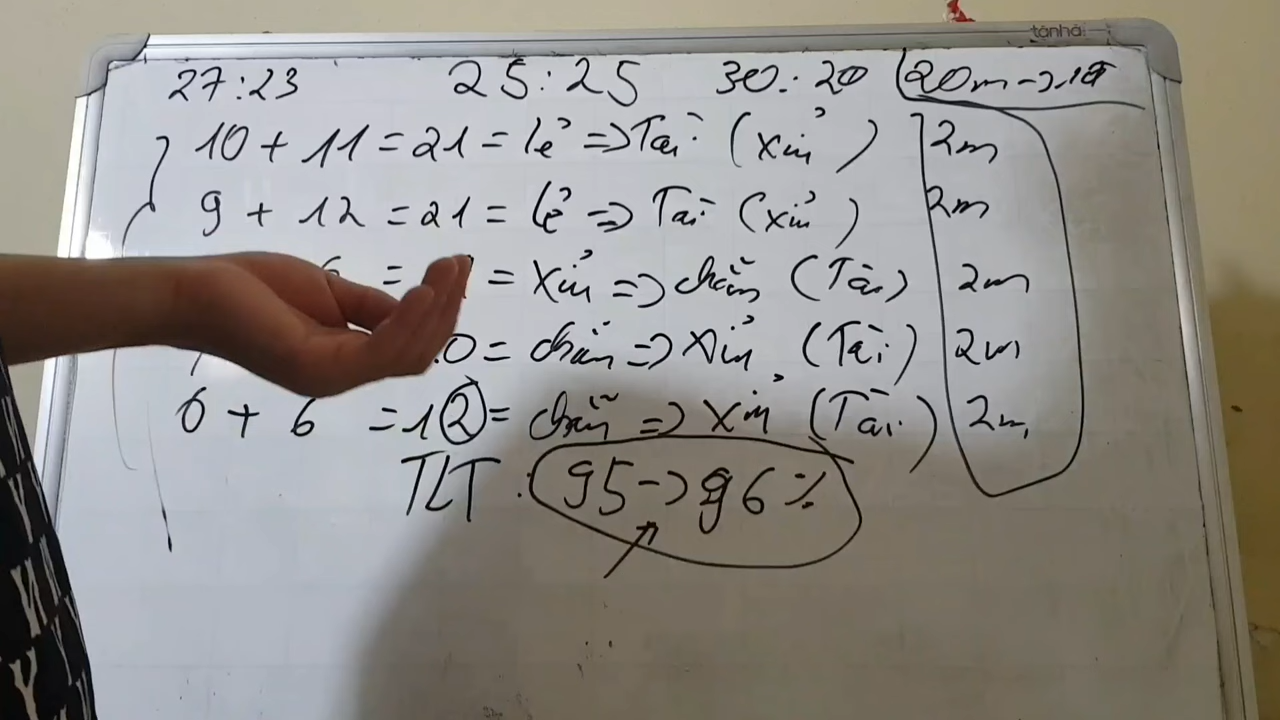 tânhà
27:23 25:25 30:20 20m->
10 + 11 = 21 = lẻ => Tài (xỉu) 2m
9 + 12 = 21 = lẻ => Tài (xỉu) 2m
= = xỉu => chẵn (Tài) 2m
0 = chẵn => xỉu (Tài) 2m
6 + 6 = 12 = chẵn => xỉu (Tài) 2m
TLT: 95 -> 96%